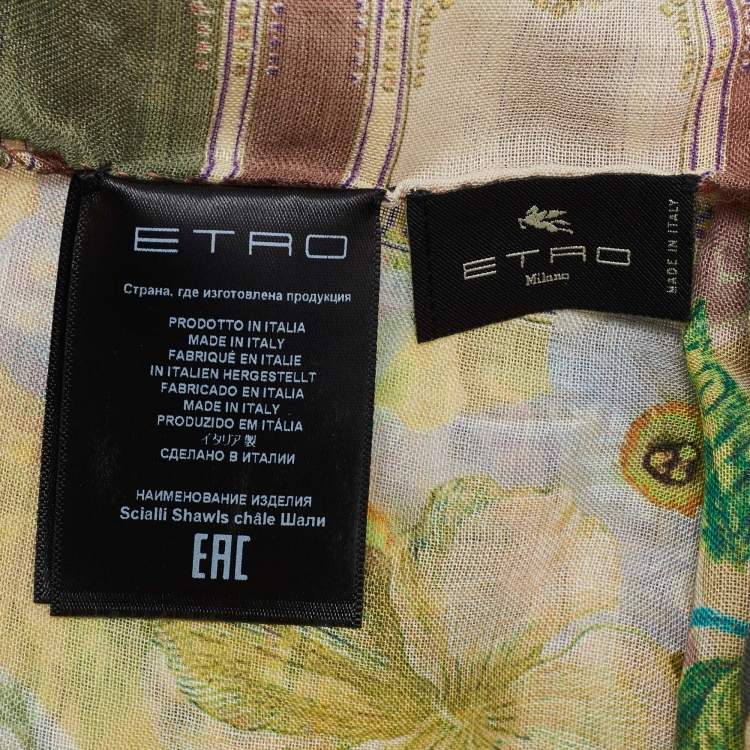 ETRO
Страна, где изготовлена продукция
PRODOTTO IN ITALIA
MADE IN ITALY
FABRIQUÉ EN ITALIE
IN ITALIEN HERGESTELLT
FABRICADO EN ITALIA
MADE IN ITALY
PRODUZIDO EM ITÁLIA
イタリア製
СДЕЛАНО В ИТАЛИИ
НАИМЕНОВАНИЕ ИЗДЕЛИЯ
Scialli Shawls châle Шали
EAC
ETRO
Milano
MADE IN ITALY